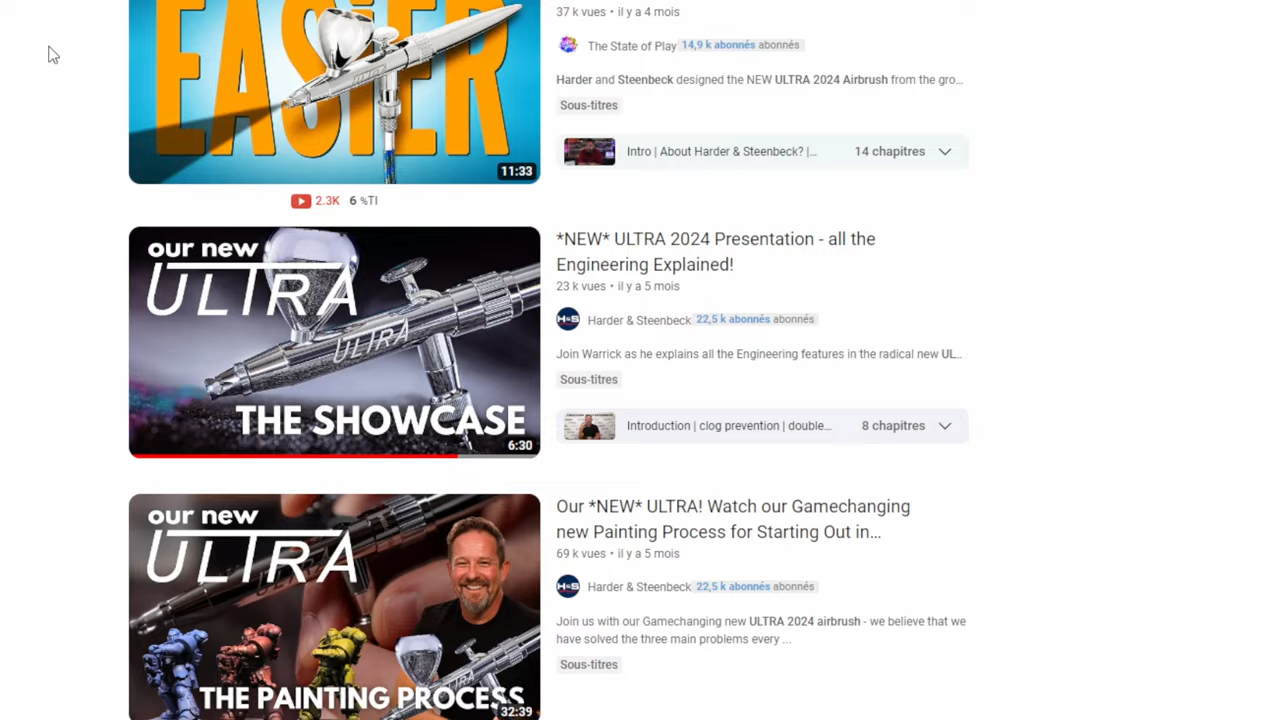 EASiER
11:33
2.3K 6 %TI
37 k vues • il y a 4 mois
The State of Play 14,9 k abonnés abonnés
Harder and Steenbeck designed the NEW ULTRA 2024 Airbrush from the gro...
Sous-titres
Intro | About Harder & Steenbeck? |... 14 chapitres
our new
ULTRA
ULTRA
THE SHOWCASE
6:30
*NEW* ULTRA 2024 Presentation - all the
Engineering Explained!
23 k vues • il y a 5 mois
H&S Harder & Steenbeck 22,5 k abonnés abonnés
Join Warrick as he explains all the Engineering features in the radical new UL...
Sous-titres
Introduction | clog prevention | double... 8 chapitres
our new
ULTRA
ULTRA
THE PAINTING PROCESS
32:39
Our *NEW* ULTRA! Watch our Gamechanging
new Painting Process for Starting Out in...
69 k vues • il y a 5 mois
H&S Harder & Steenbeck 22,5 k abonnés abonnés
Join us with our Gamechanging new ULTRA 2024 airbrush - we believe that we
have solved the three main problems every ...
Sous-titres